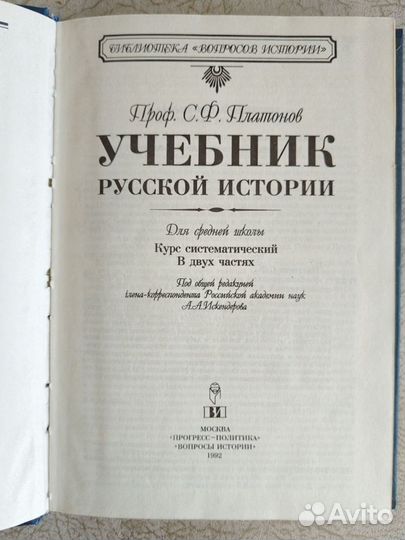 БИБЛИОТЕКА «ВОПРОСОВ ИСТОРИИ»
Проф. С.Ф. Платонов
УЧЕБНИК
РУССКОЙ ИСТОРИИ
Для средней школы
Курс систематический
В двух частях
Под общей редакцией
члена-корреспондента Российской академии наук
А.А.Искендерова
ВИ
МОСКВА
«ПРОГРЕСС-ПОЛИТИКА»
«ВОПРОСЫ ИСТОРИИ»
1992
Avito